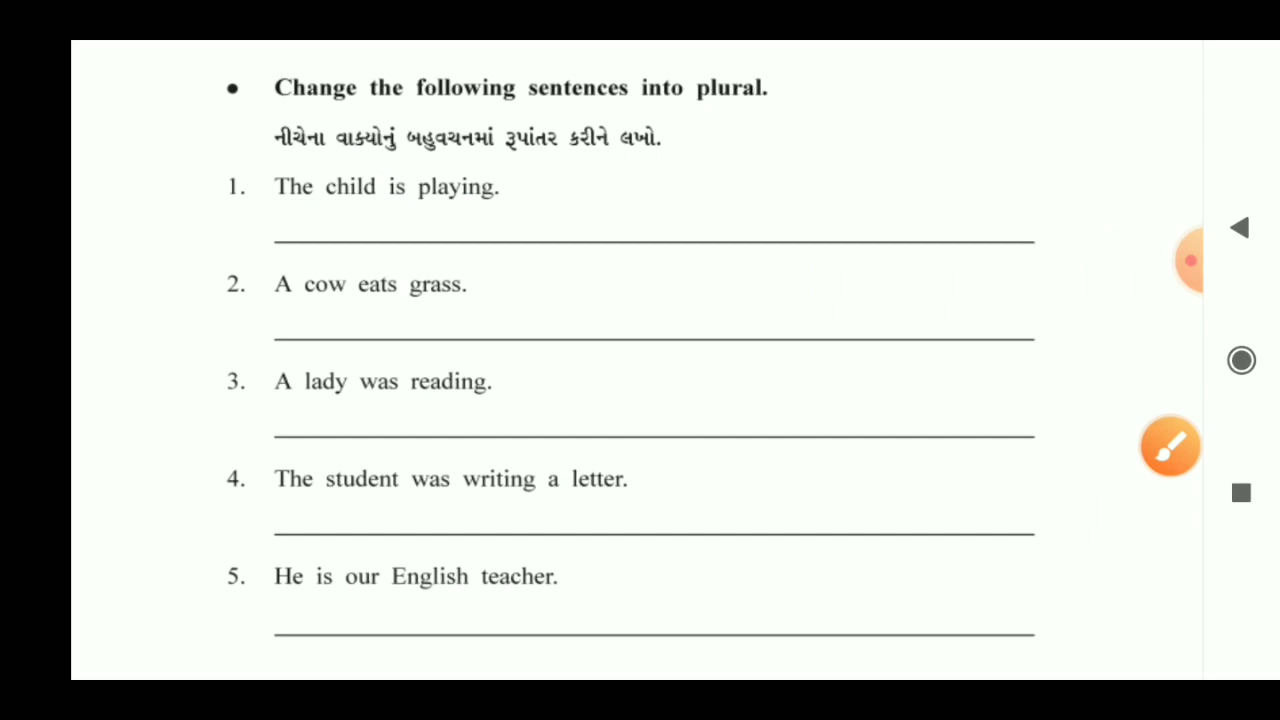 • Change the following sentences into plural.
નીચેના વાક્યોનું બહુવચનમાં રૂપાંતર કરીને લખો.
1. The child is playing.
2. A cow eats grass.
3. A lady was reading.
4. The student was writing a letter.
5. He is our English teacher.